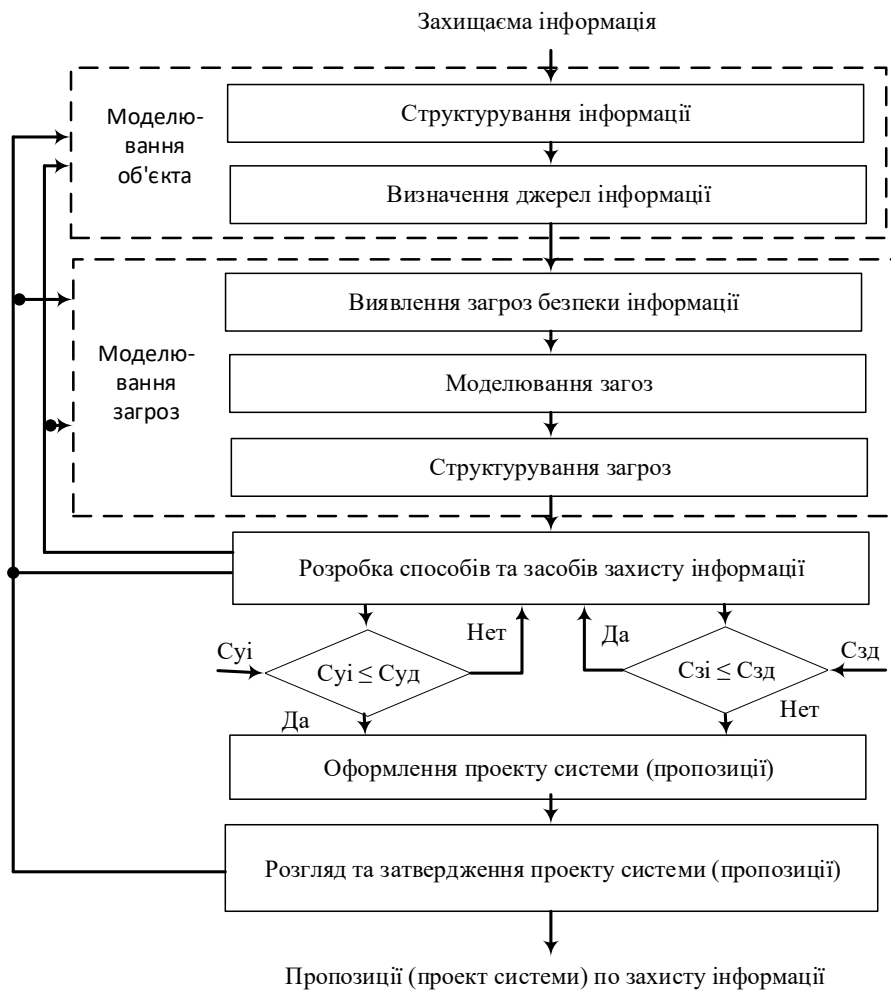 Захищаєма інформація
Моделю-
вання
об'єкта
Структурування інформації
Визначення джерел інформації
Моделю-
вання
загроз
Виявлення загроз безпеки інформації
Моделювання загоз
Структурування загроз
Розробка способів та засобів захисту інформації
Суі
Суі ≤ Суд
Нет
Да
Да
Сзі ≤ Сзд
Сзд
Нет
Оформлення проекту системи (пропозиції)
Розгляд та затвердження проекту системи (пропозиції)
Пропозиції (проект системи) по захисту інформації